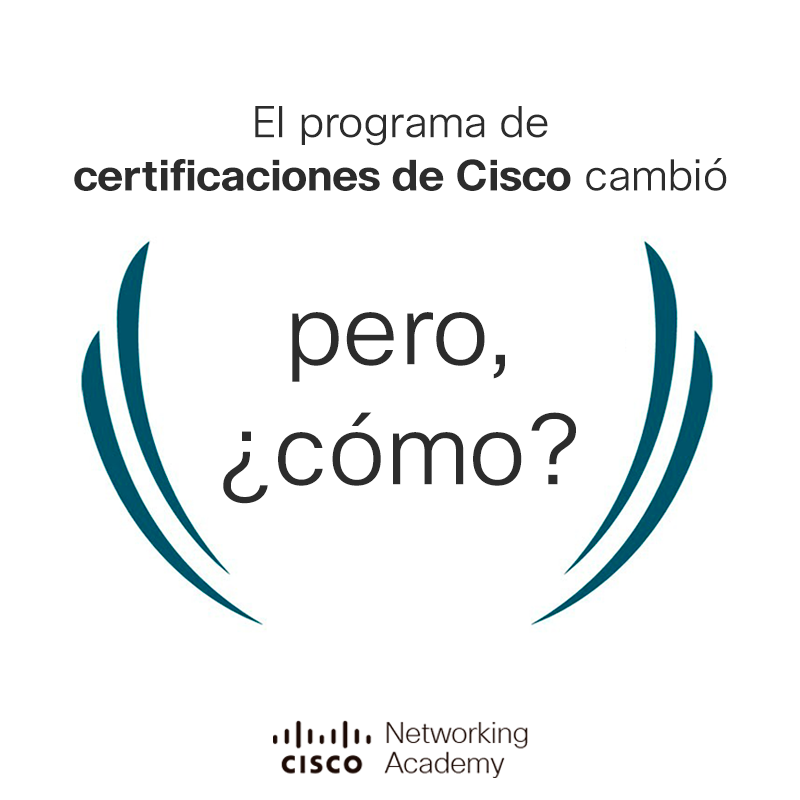 El programa de
certificaciones de Cisco cambió
pero,
¿cómo?
CISCO Networking
Academy